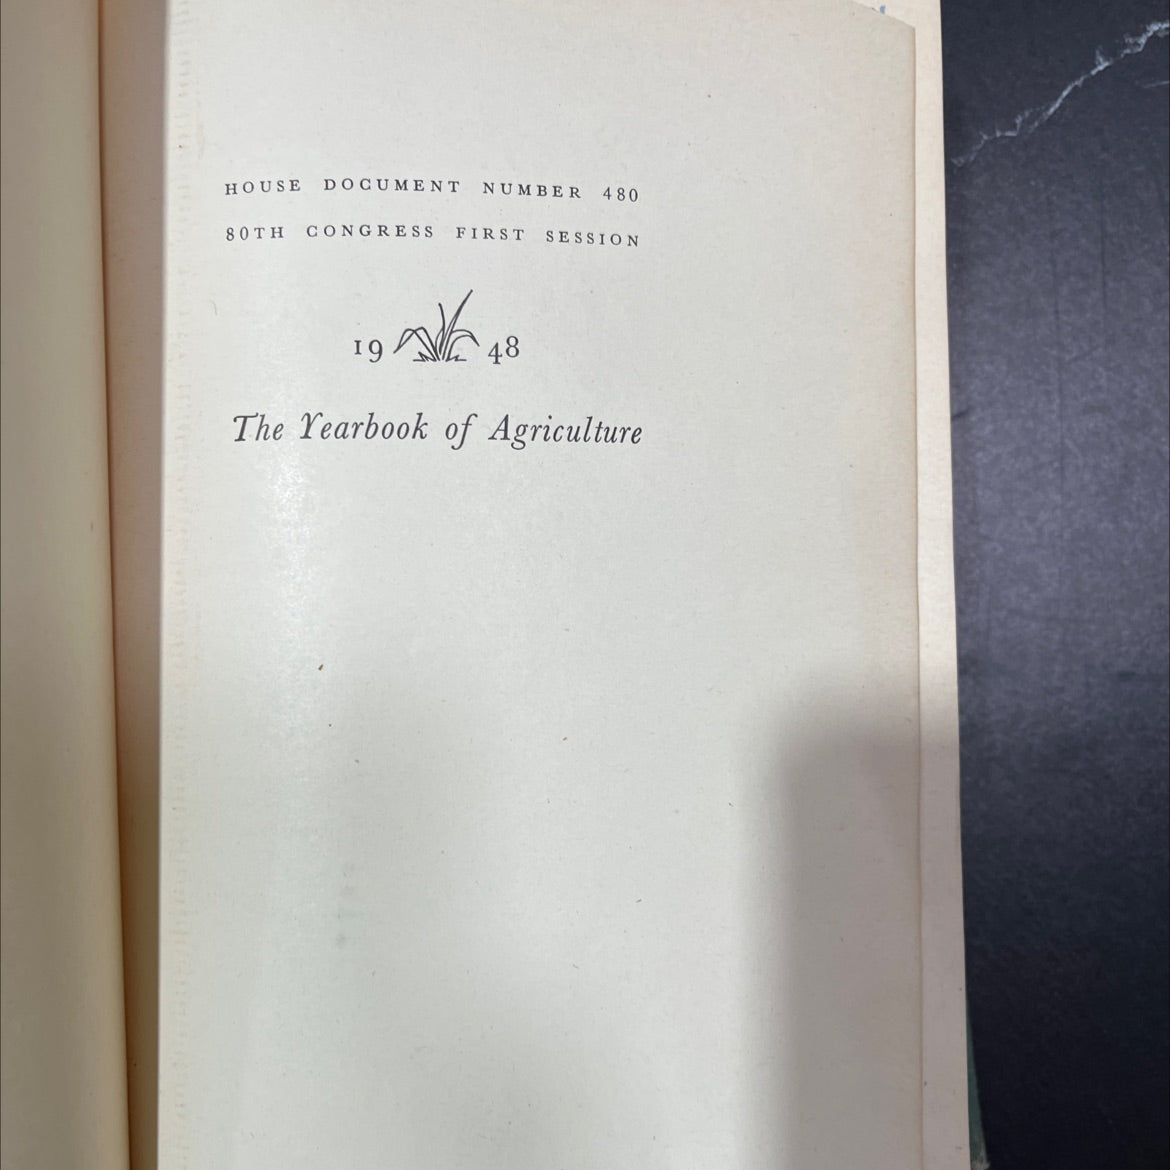 HOUSE DOCUMENT NUMBER 480
80TH CONGRESS FIRST SESSION
19 48
The Yearbook of Agriculture